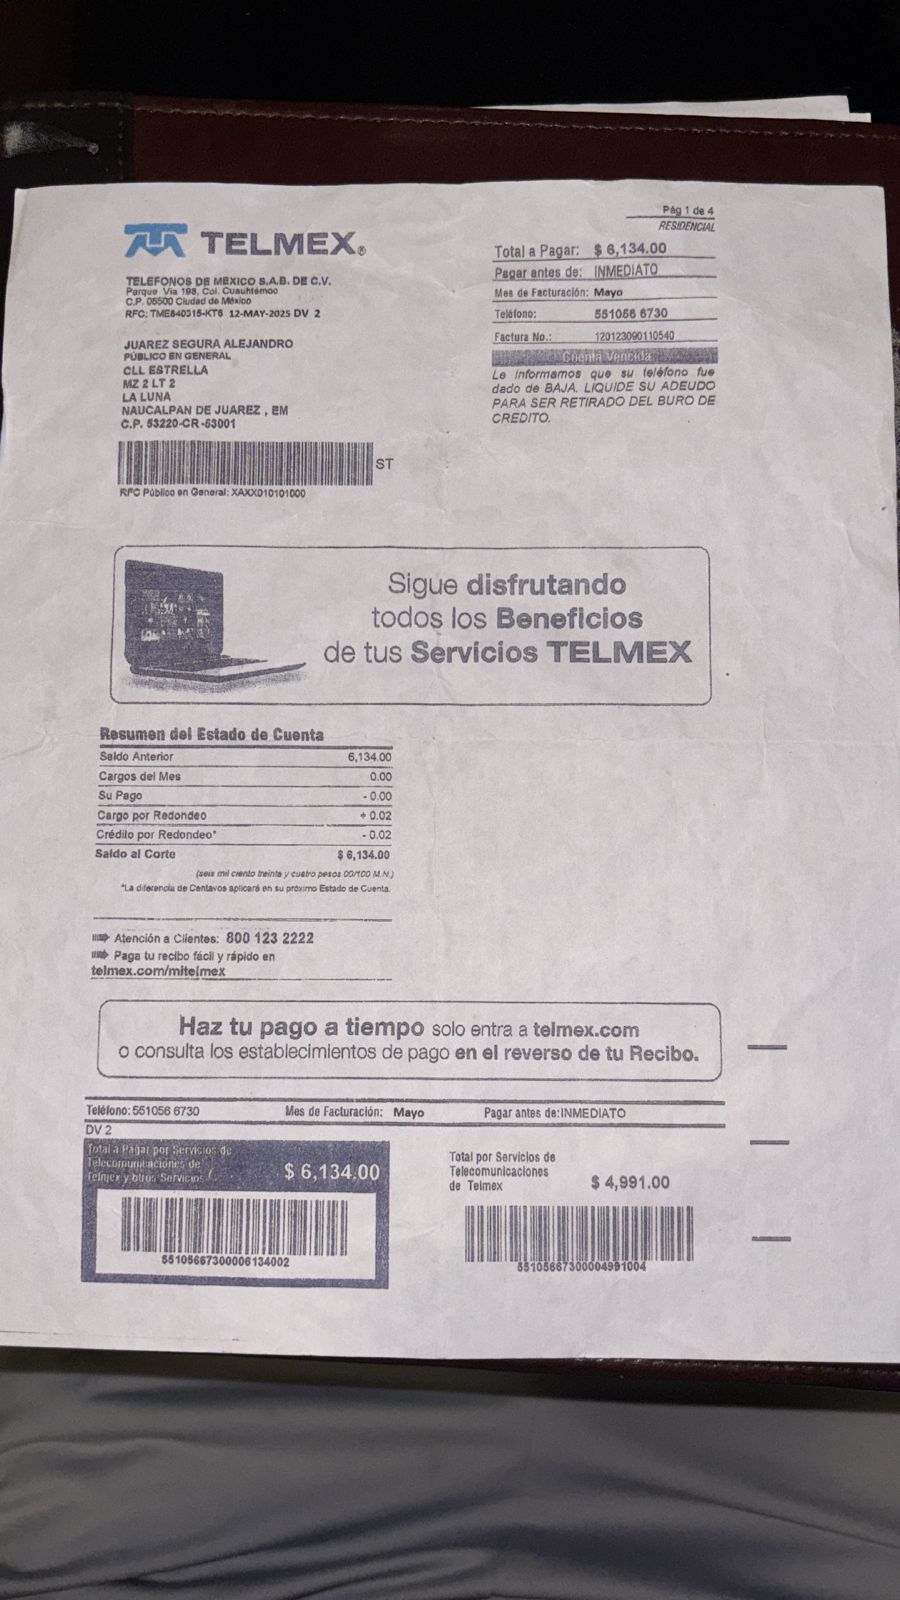 TELMEX®
TELEFONOS DE MEXICO S.A.B. DE C.V.
Parque Via 198, Col. Cuauhtémoc
C.P. 06500 Ciudad de México
RFC: TME840315-KT6 12-MAY-2025 DV 2
JUAREZ SEGURA ALEJANDRO
PÚBLICO EN GENERAL
CLL ESTRELLA
MZ 2 LT 2
LA LUNA
NAUCALPAN DE JUAREZ , EM
C.P. 53220-CR -53001
ST
RFC Público en General: XAXX010101000
Pág 1 de 4
RESIDENCIAL
Total a Pagar: $ 6,134.00
Pagar antes de: INMEDIATO
Mes de Facturación: Mayo
Teléfono: 551056 6730
Factura No.: 120123090110540
Cuenta Vencida
Le informamos que su teléfono fue
dado de BAJA. LIQUIDE SU ADEUDO
PARA SER RETIRADO DEL BURO DE
CREDITO.
Sigue disfrutando
todos los Beneficios
de tus Servicios TELMEX
Resumen del Estado de Cuenta
Saldo Anterior 6,134.00
Cargos del Mes 0.00
Su Pago - 0.00
Cargo por Redondeo + 0.02
Crédito por Redondeo* - 0.02
Saldo al Corte $ 6,134.00
(seis mil ciento treinta y cuatro pesos 00/100 M.N.)
*La diferencia de Centavos aplicará en su próximo Estado de Cuenta.
Atención a Clientes: 800 123 2222
Paga tu recibo fácil y rápido en
telmex.com/mitelmex
Haz tu pago a tiempo solo entra a telmex.com
o consulta los establecimientos de pago en el reverso de tu Recibo.
Teléfono: 551056 6730 Mes de Facturación: Mayo Pagar antes de: INMEDIATO
DV 2
Total a Pagar por Servicios de
Telecomunicaciones de
Telmex y otros Servicios $ 6,134.00
55105667300006134002
Total por Servicios de
Telecomunicaciones
de Telmex $ 4,991.00
55105667300004991004